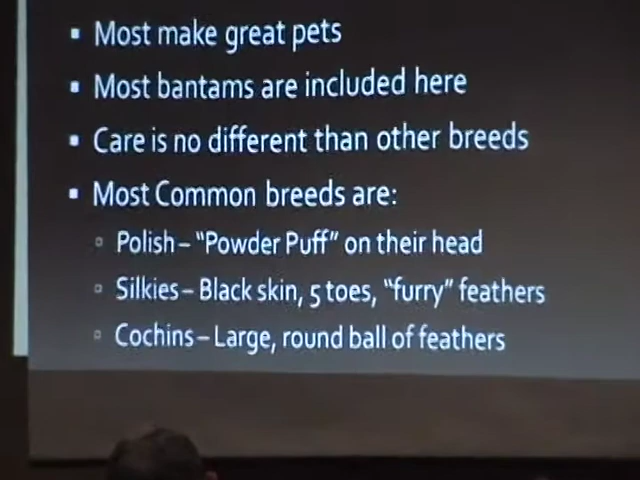 Most make great pets
Most bantams are included here
Care is no different than other breeds
Most Common breeds are:
Polish – "Powder Puff" on their head
Silkies – Black skin, 5 toes, "furry" feathers
Cochins – Large, round ball of feathers